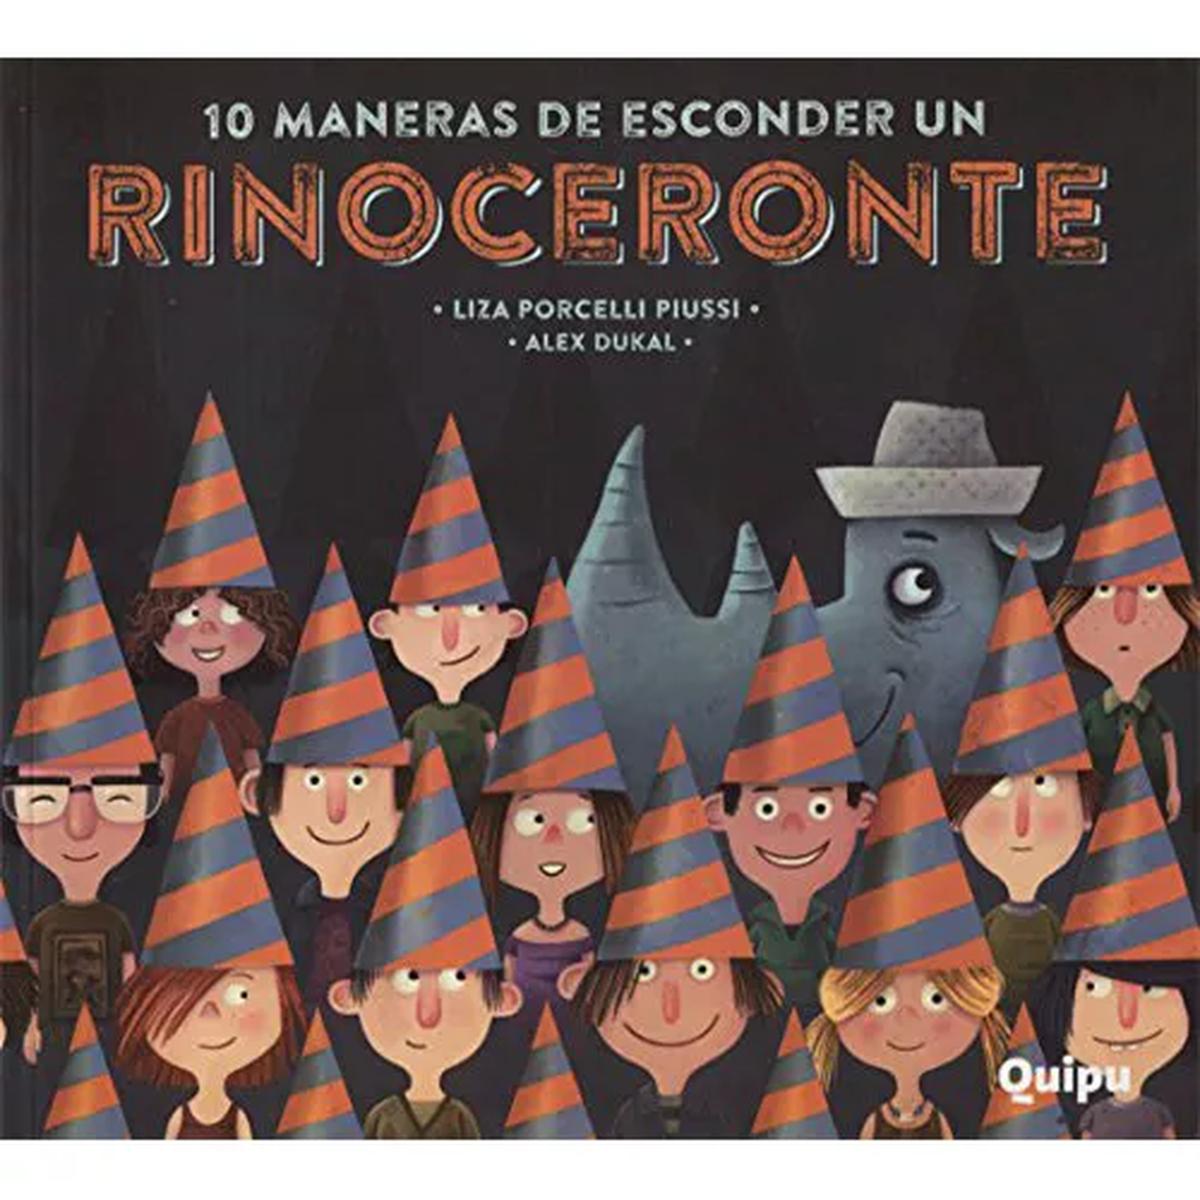 10 MANERAS DE ESCONDER UN
RINOCERONTE
• LIZA PORCELLI PIUSSI •
• ALEX DUKAL •
Quipu